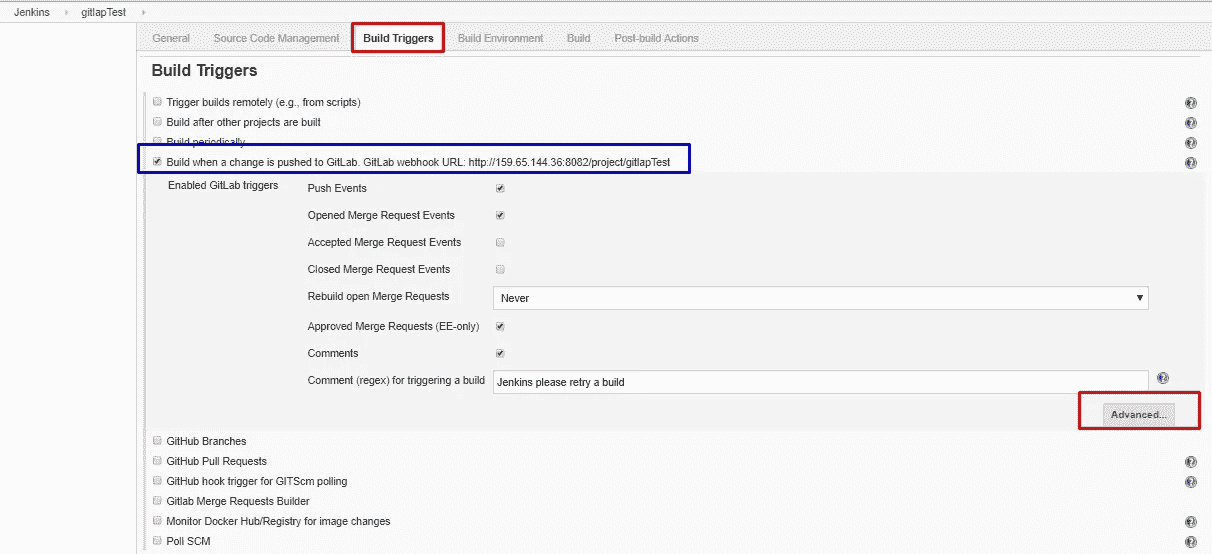 Jenkins gitlapTest
General Source Code Management Build Triggers Build Environment Build Post-build Actions
Build Triggers
Trigger builds remotely (e.g., from scripts)
Build after other projects are built
Build periodically
Build when a change is pushed to GitLab. GitLab webhook URL: http://159.65.144.36:8082/project/gitlapTest
Enabled GitLab triggers Push Events
Opened Merge Request Events
Accepted Merge Request Events
Closed Merge Request Events
Rebuild open Merge Requests Never
Approved Merge Requests (EE-only)
Comments
Comment (regex) for triggering a build Jenkins please retry a build
Advanced...
GitHub Branches
GitHub Pull Requests
GitHub hook trigger for GITScm polling
Gitlab Merge Requests Builder
Monitor Docker Hub/Registry for image changes
Poll SCM